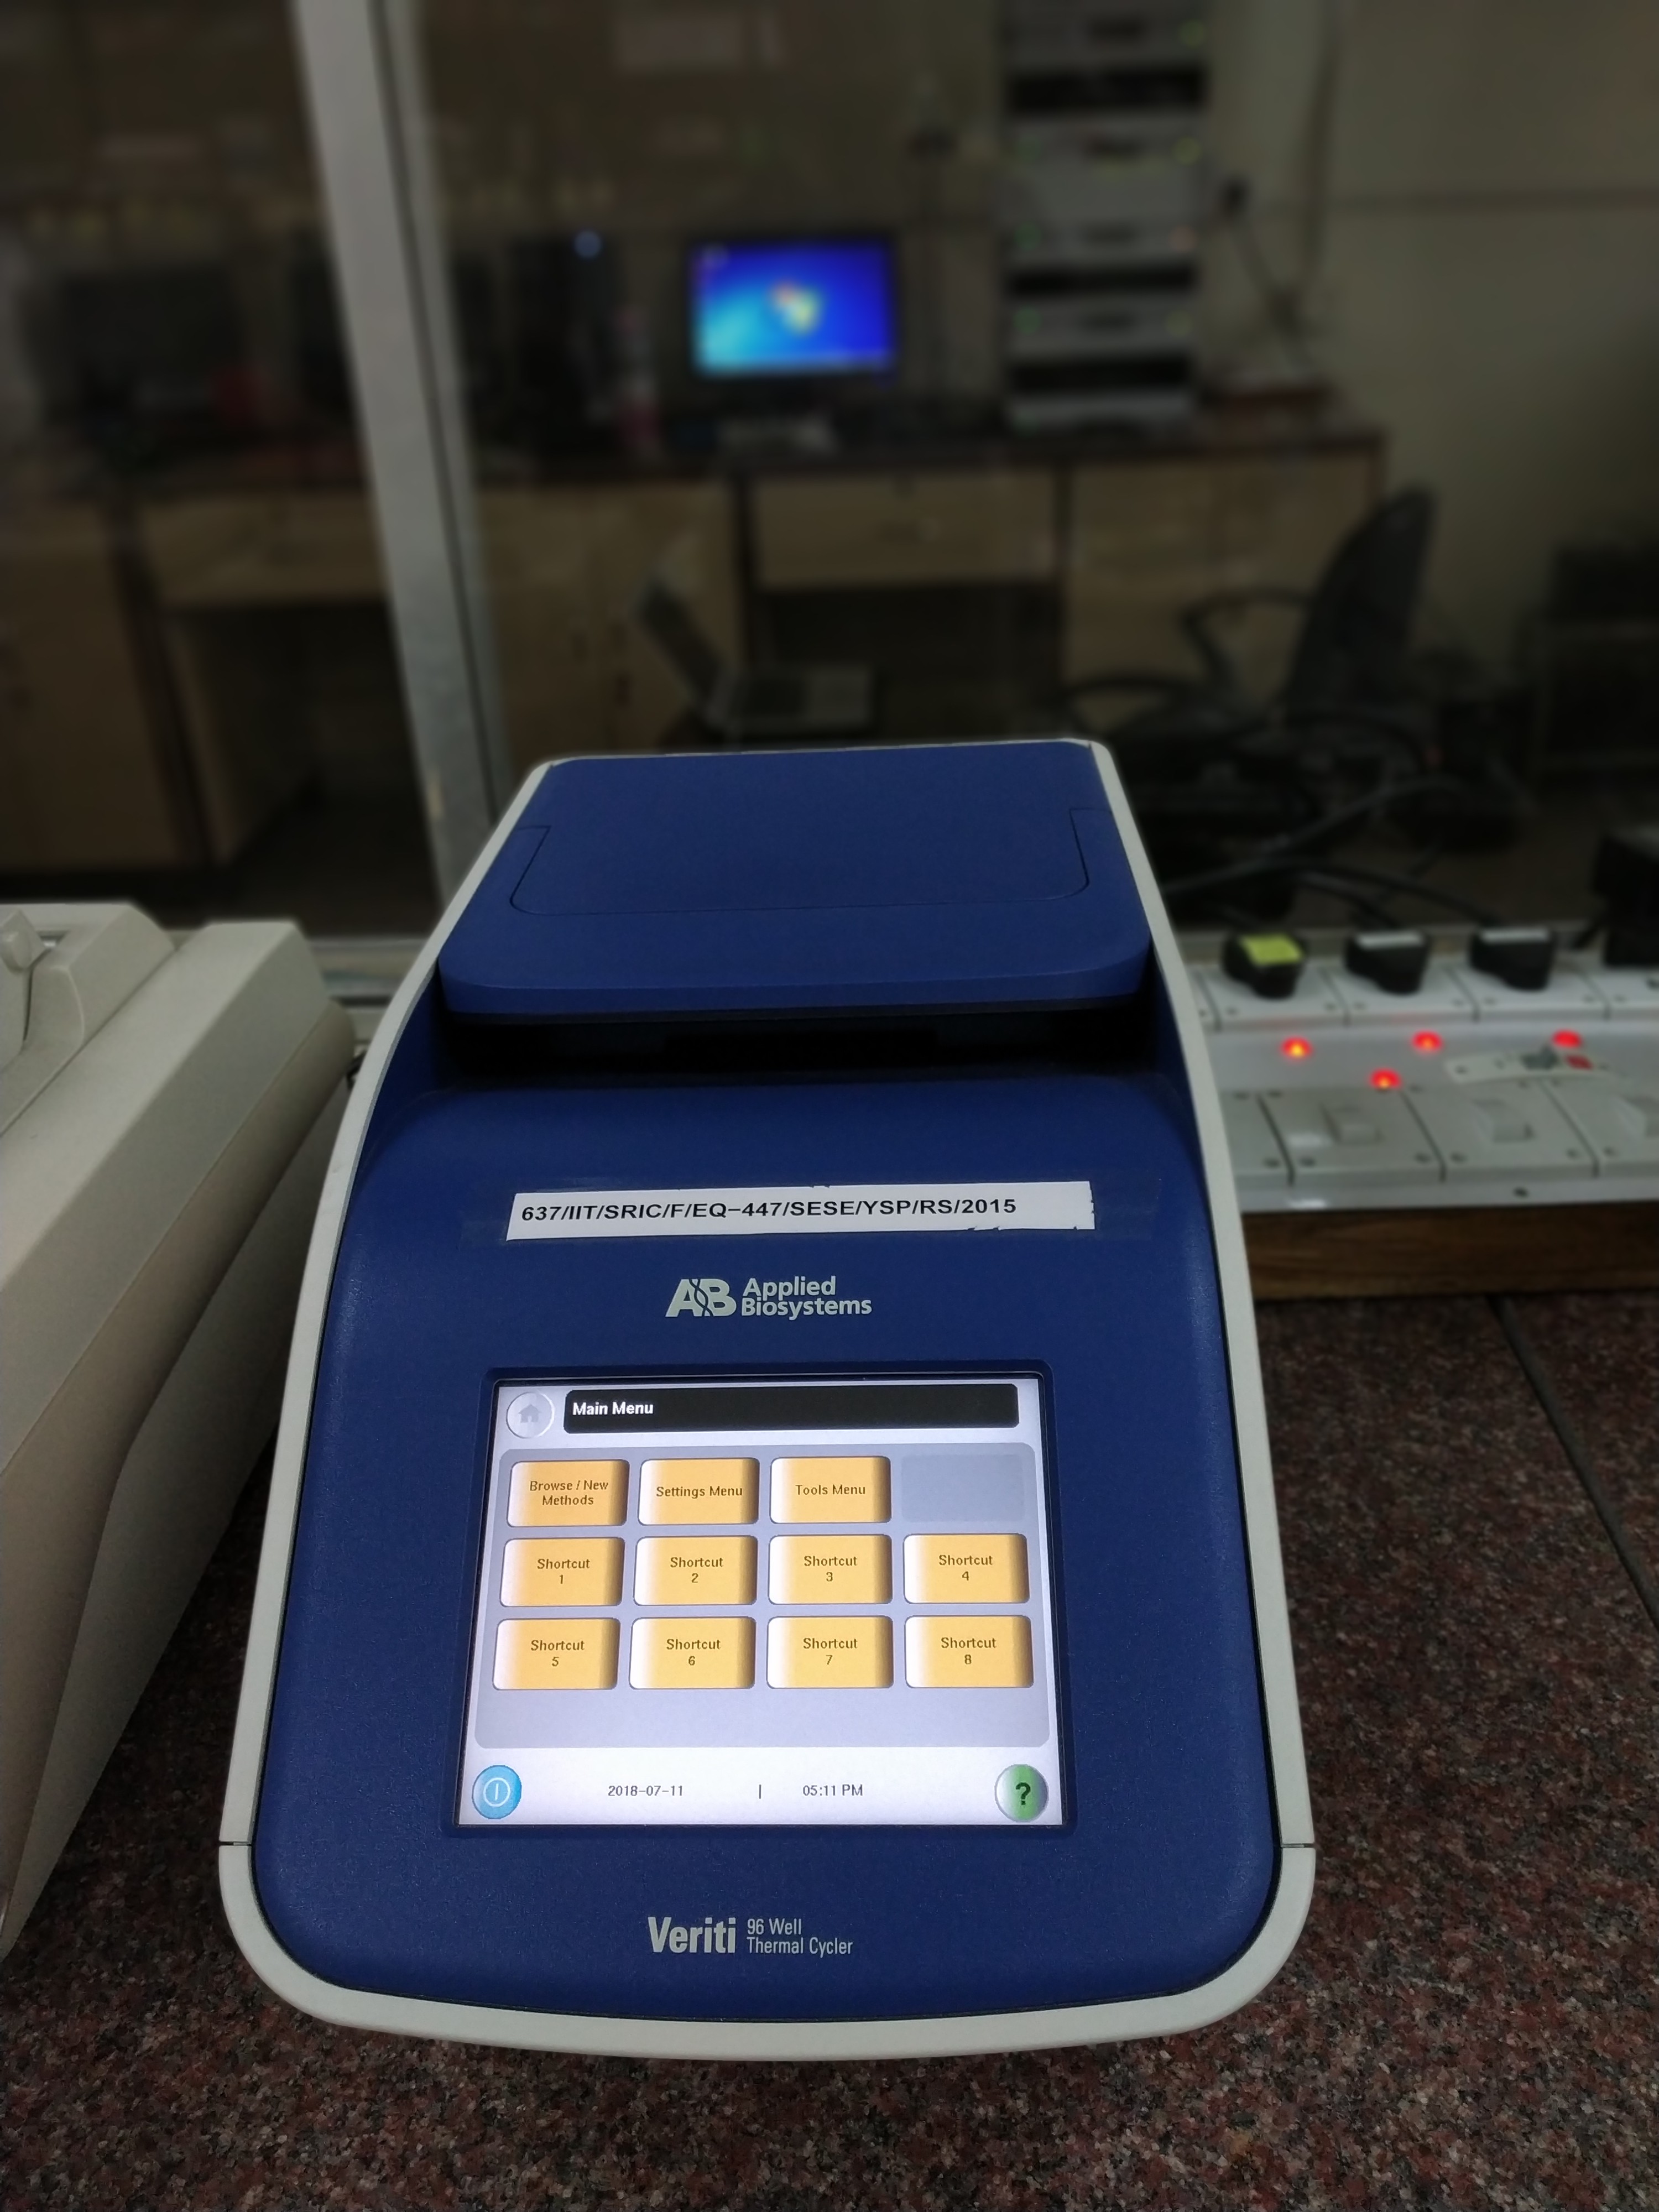 637/IIT/SRIC/F/EQ-447/SESE/YSP/RS/2015
AB Applied
Biosystems
Main Menu
Browse / New
Methods
Settings Menu
Tools Menu
Shortcut
1
Shortcut
2
Shortcut
3
Shortcut
4
Shortcut
5
Shortcut
6
Shortcut
7
Shortcut
8
2018-07-11 | 05:11 PM
?
Veriti 96 Well
Thermal Cycler